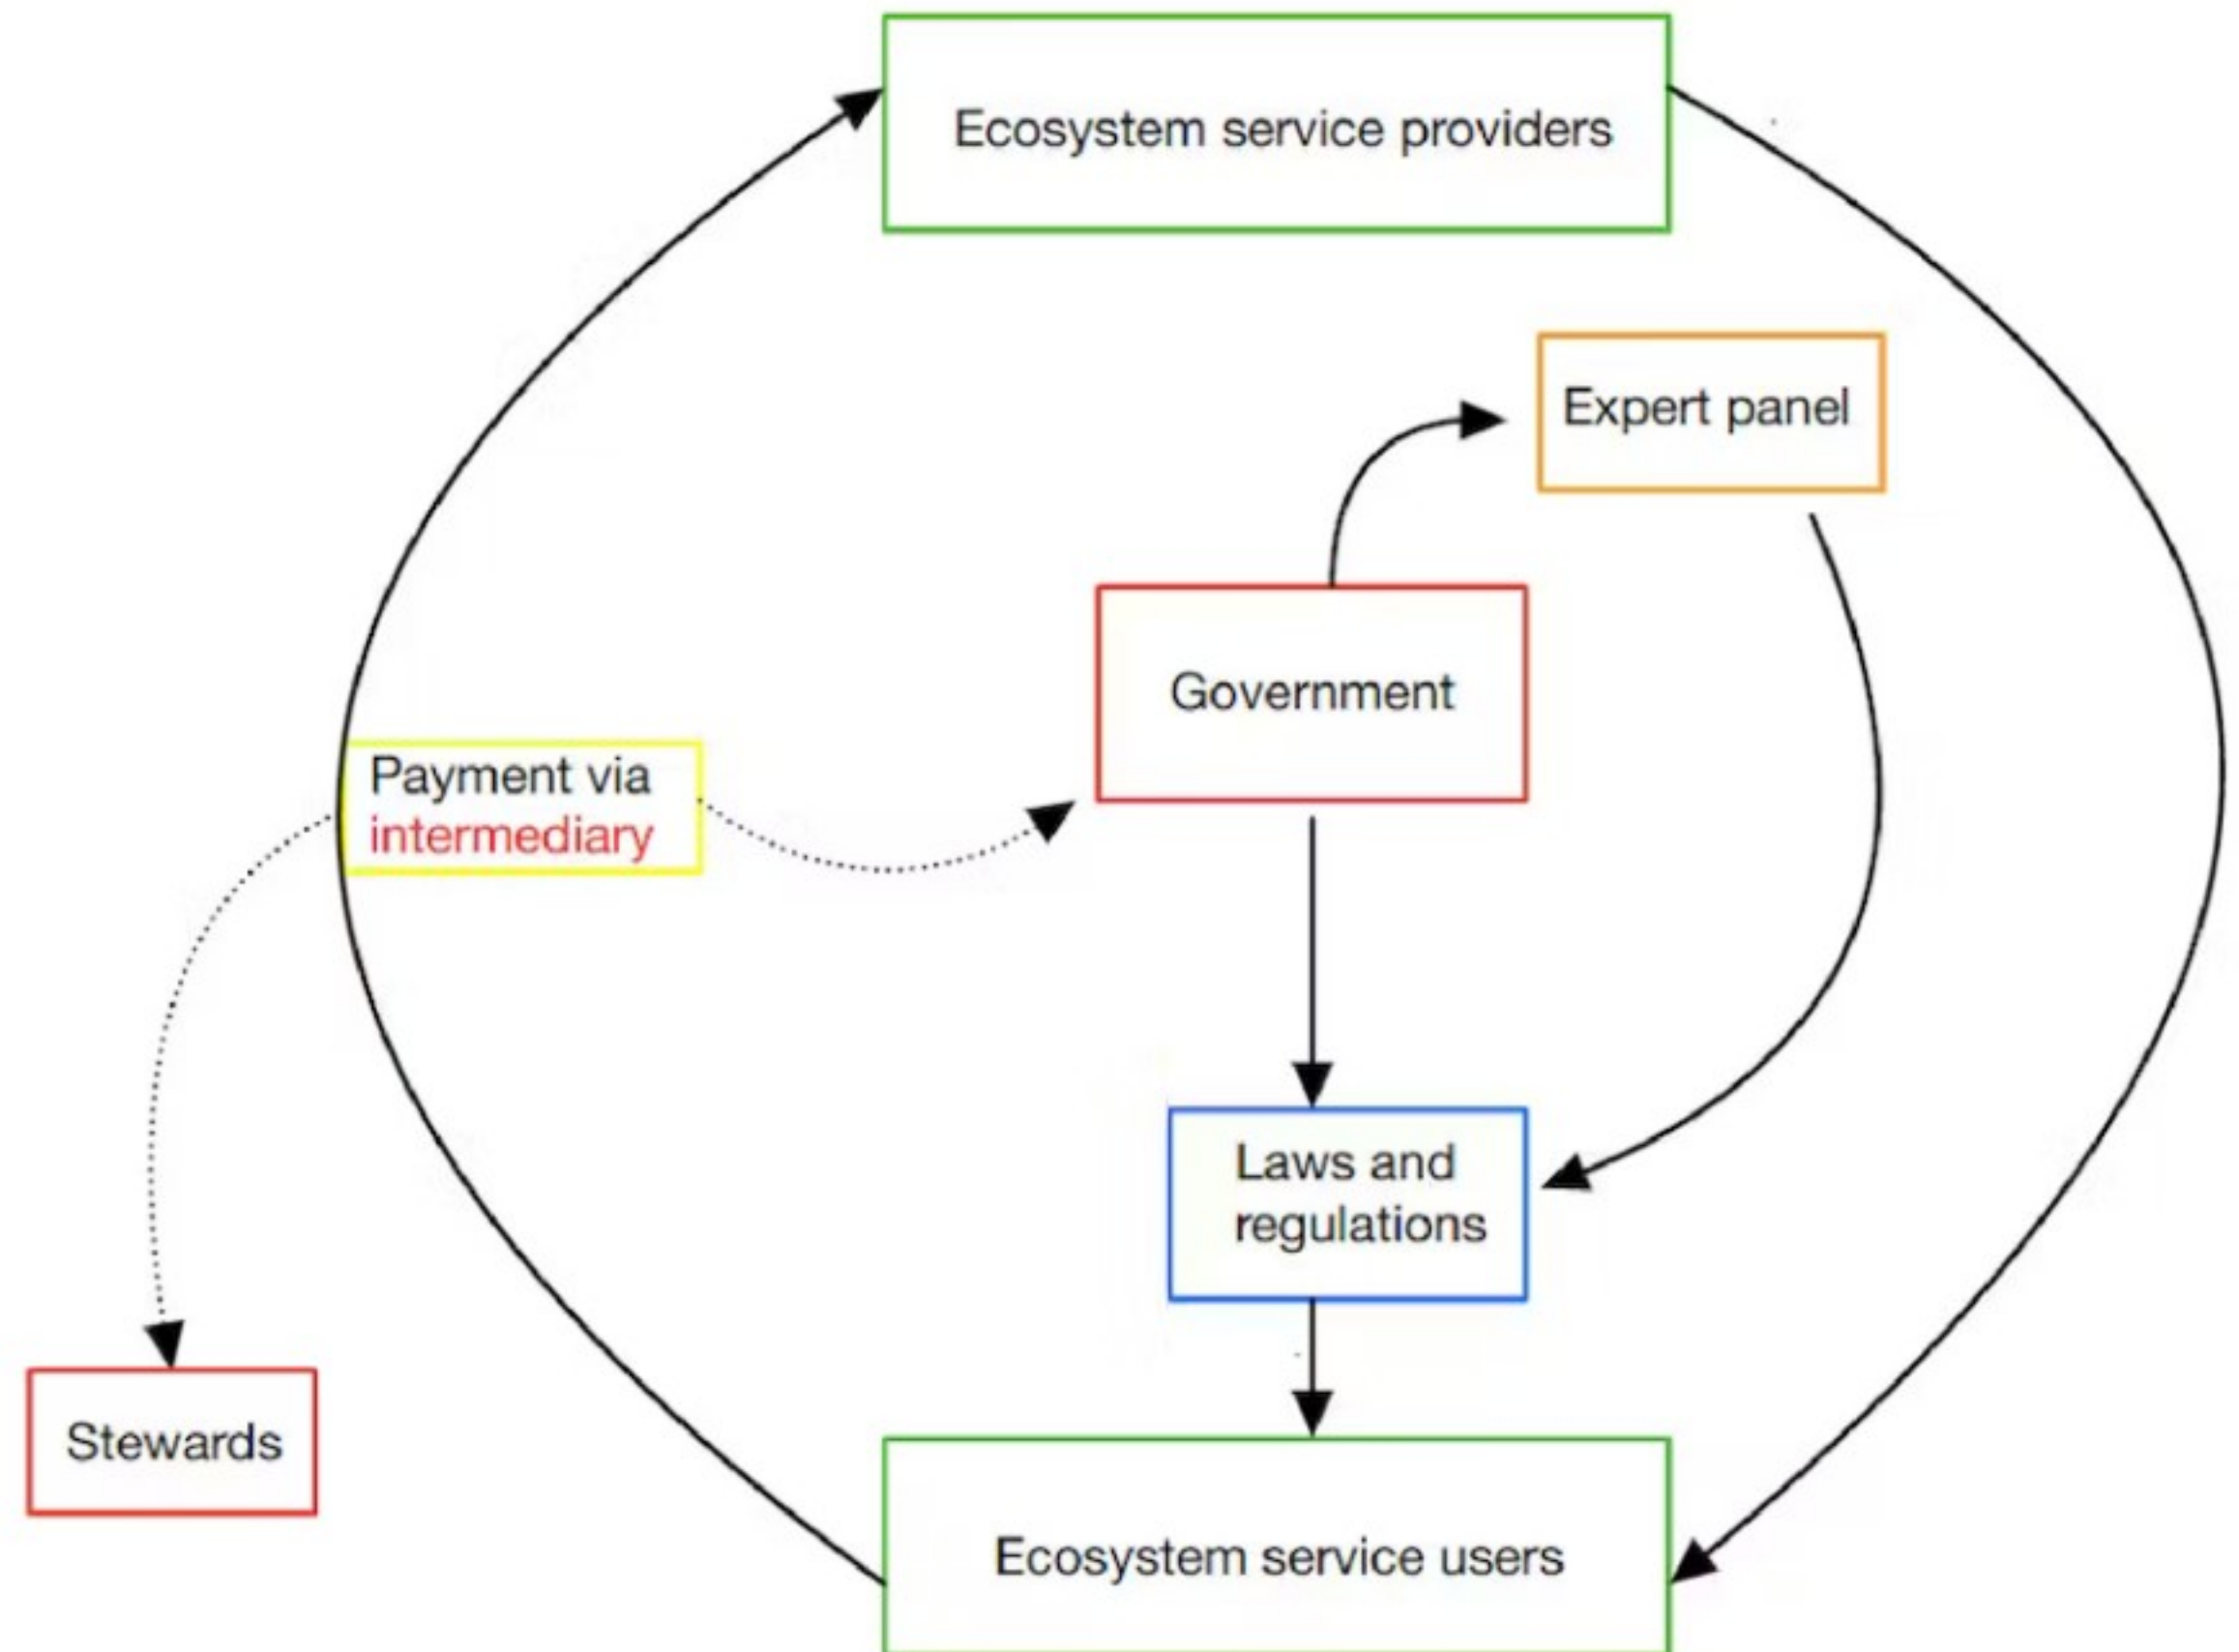 Ecosystem service providers
Expert panel
Government
Payment via
intermediary
Laws and
regulations
Stewards
Ecosystem service users